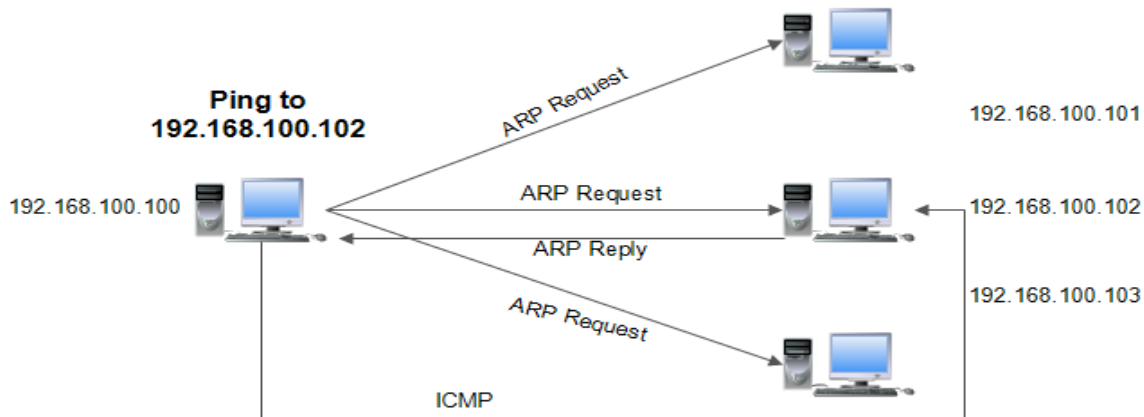 ARP Request
Ping to
192.168.100.102
192.168.100.101
192.168.100.100
ARP Request
192.168.100.102
ARP Reply
192.168.100.103
ARP Request
ICMP